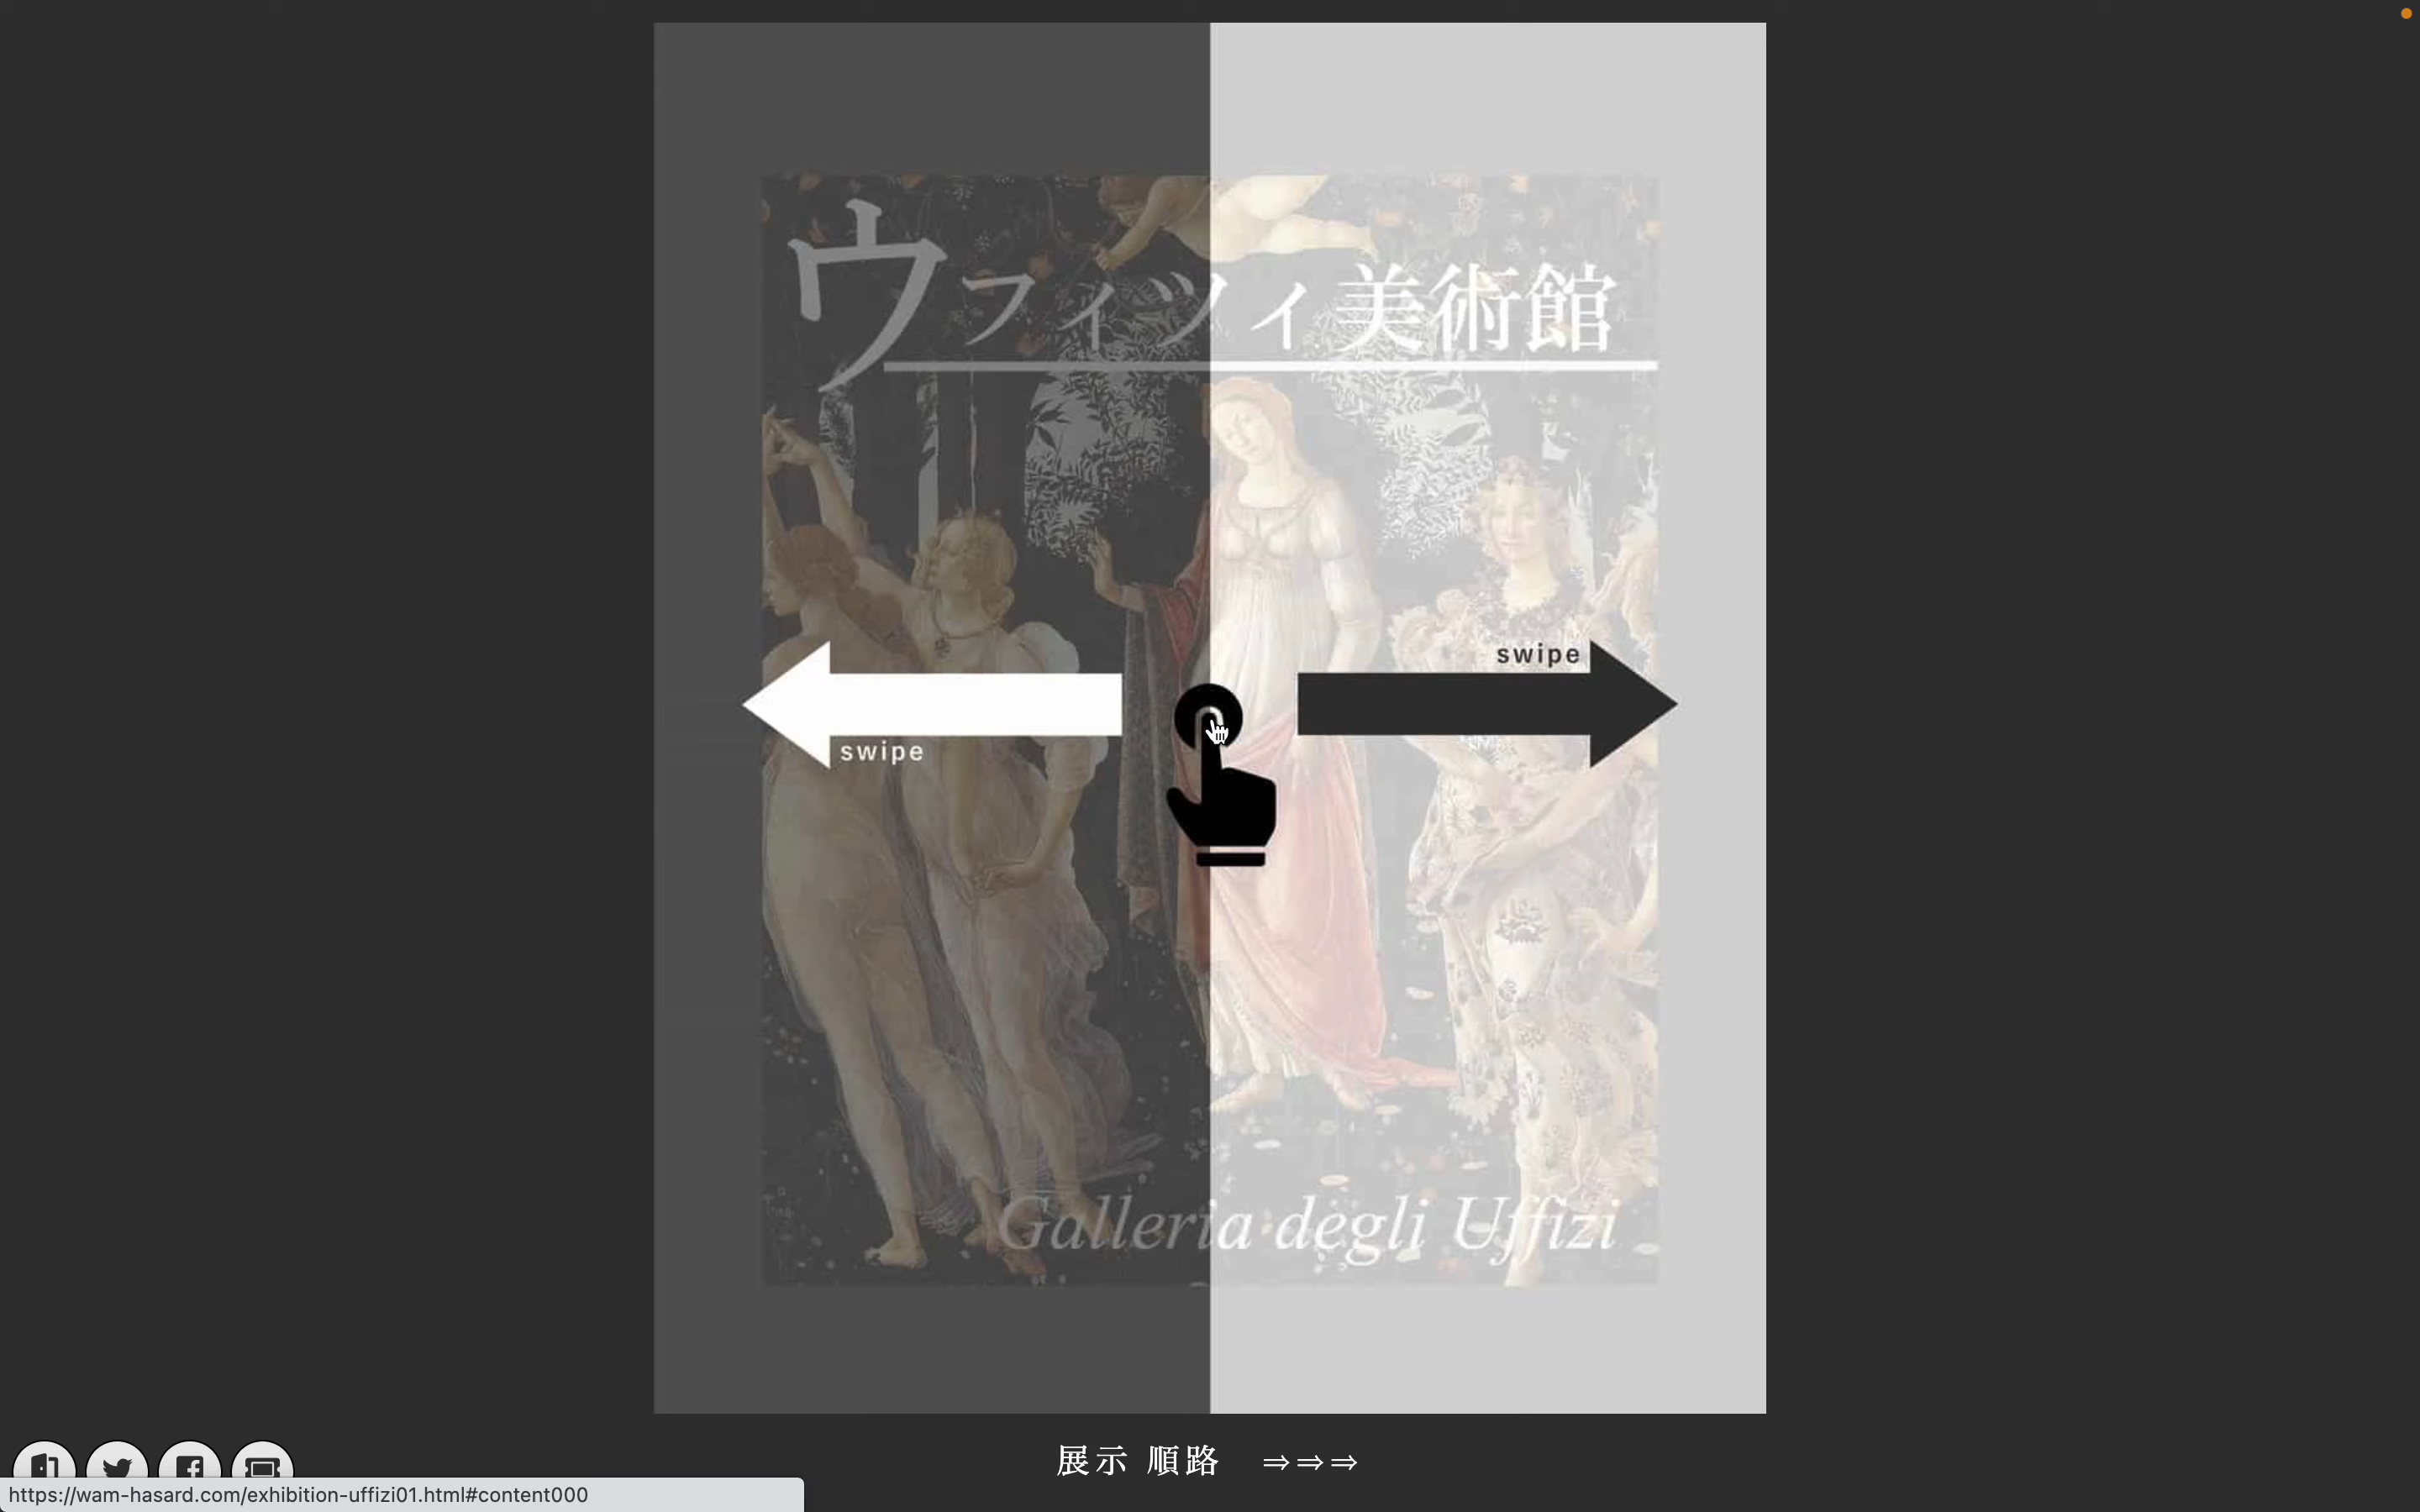 ウフィツィ美術館
swipe
swipe
Galleria degli Uffizi
展示 順路 ⇒⇒⇒
https://wam-hasard.com/exhibition-uffizi01.html#content000